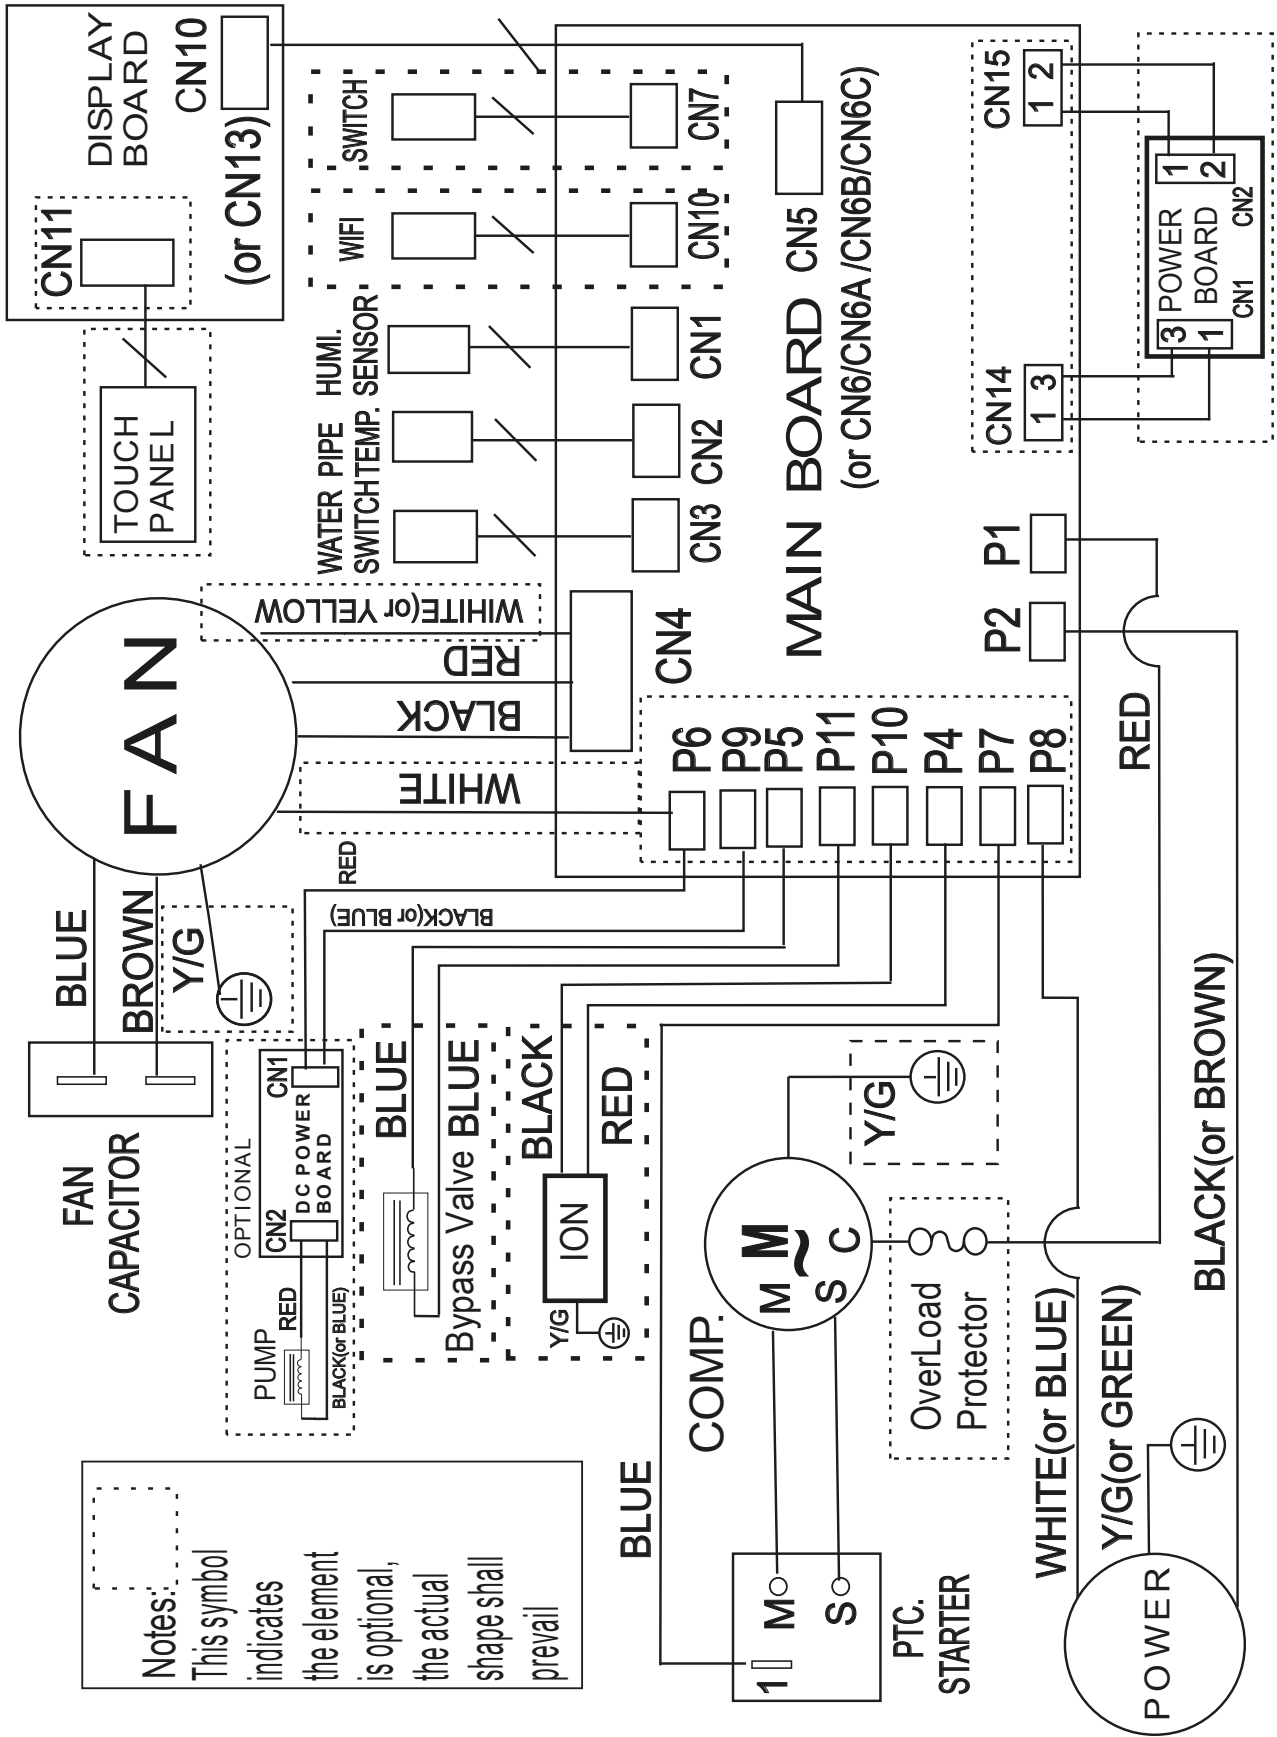 DISPLAY
BOARD
CN10
(or CN13)
CN11
TOUCH
PANEL
SWITCH
CN7
WIFI
CN10
HUMI.
SENSOR
CN1
PIPE
TEMP.
CN2
WATER
SWITCH
CN3
MAIN BOARD
CN5
(or CN6/CN6A /CN6B/CN6C)
CN15
1 2
POWER
BOARD
1 2
CN2
3 1
CN1
CN14
1 3
P1
P2
CN4
WHITE(or YELLOW
RED
BLACK
WHITE
FAN
P6
P9
P5
P11
P10
P4
P7
P8
RED
BLACK(or BLUE)
BLUE
BROWN
Y/G
FAN
CAPACITOR
OPTIONAL
CN1
DC POWER
BOARD
CN2
RED
PUMP
BLACK(or BLUE)
BLUE
BLUE
Bypass Valve
BLACK
RED
ION
Y/G
BLUE
Y/G
COMP.
M
~
M
S
C
OverLoad
Protector
RED
BLACK(or BROWN)
WHITE(or BLUE)
Y/G(or GREEN)
POWER
PTC.
STARTER
1
M
S
Notes:
This symbol
indicates
the element
is optional,
the actual
shape shall
prevail